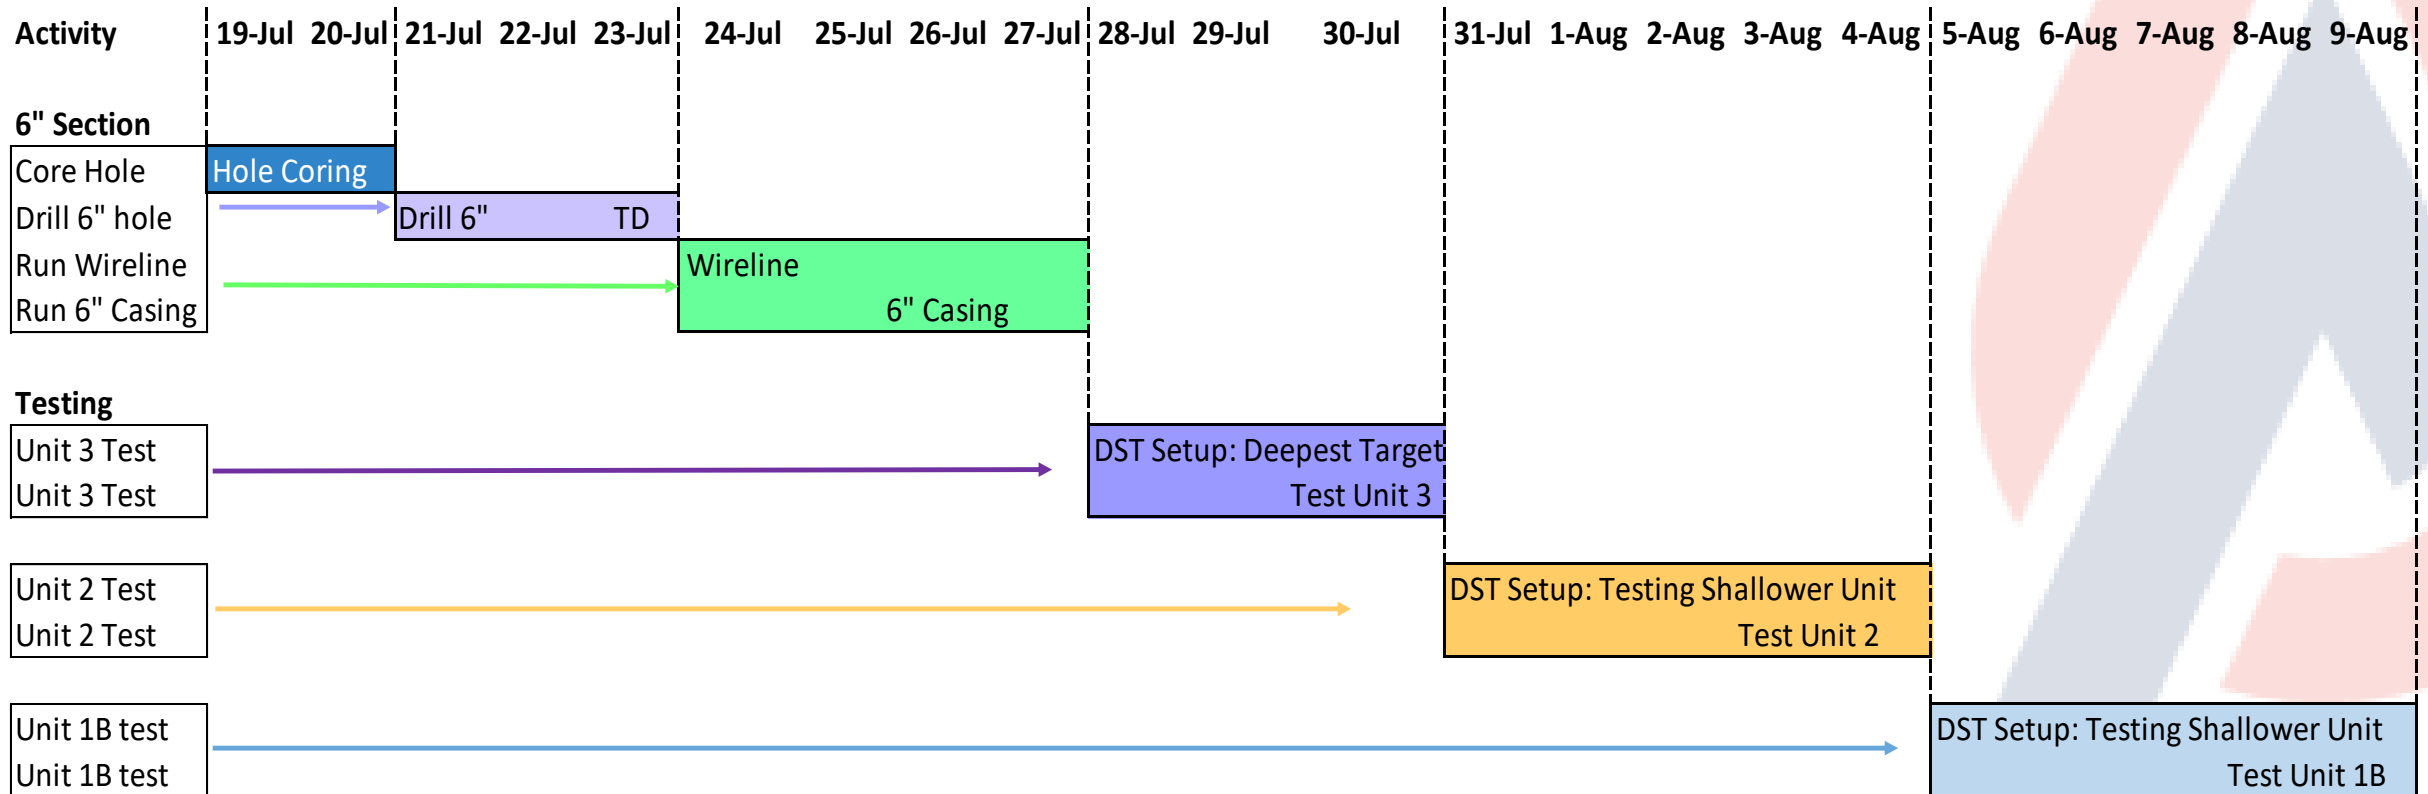 Activity 19-Jul 20-Jul 21-Jul 22-Jul 23-Jul 24-Jul 25-Jul 26-Jul 27-Jul 28-Jul 29-Jul 30-Jul 31-Jul 1-Aug 2-Aug 3-Aug 4-Aug 5-Aug 6-Aug 7-Aug 8-Aug 9-Aug
6" Section
Core Hole Hole Coring
Drill 6" hole Drill 6" TD
Run Wireline Wireline
Run 6" Casing 6" Casing
Testing
Unit 3 Test DST Setup: Deepest Target
Unit 3 Test Test Unit 3
Unit 2 Test DST Setup: Testing Shallower Unit
Unit 2 Test Test Unit 2
Unit 1B test DST Setup: Testing Shallower Unit
Unit 1B test Test Unit 1B